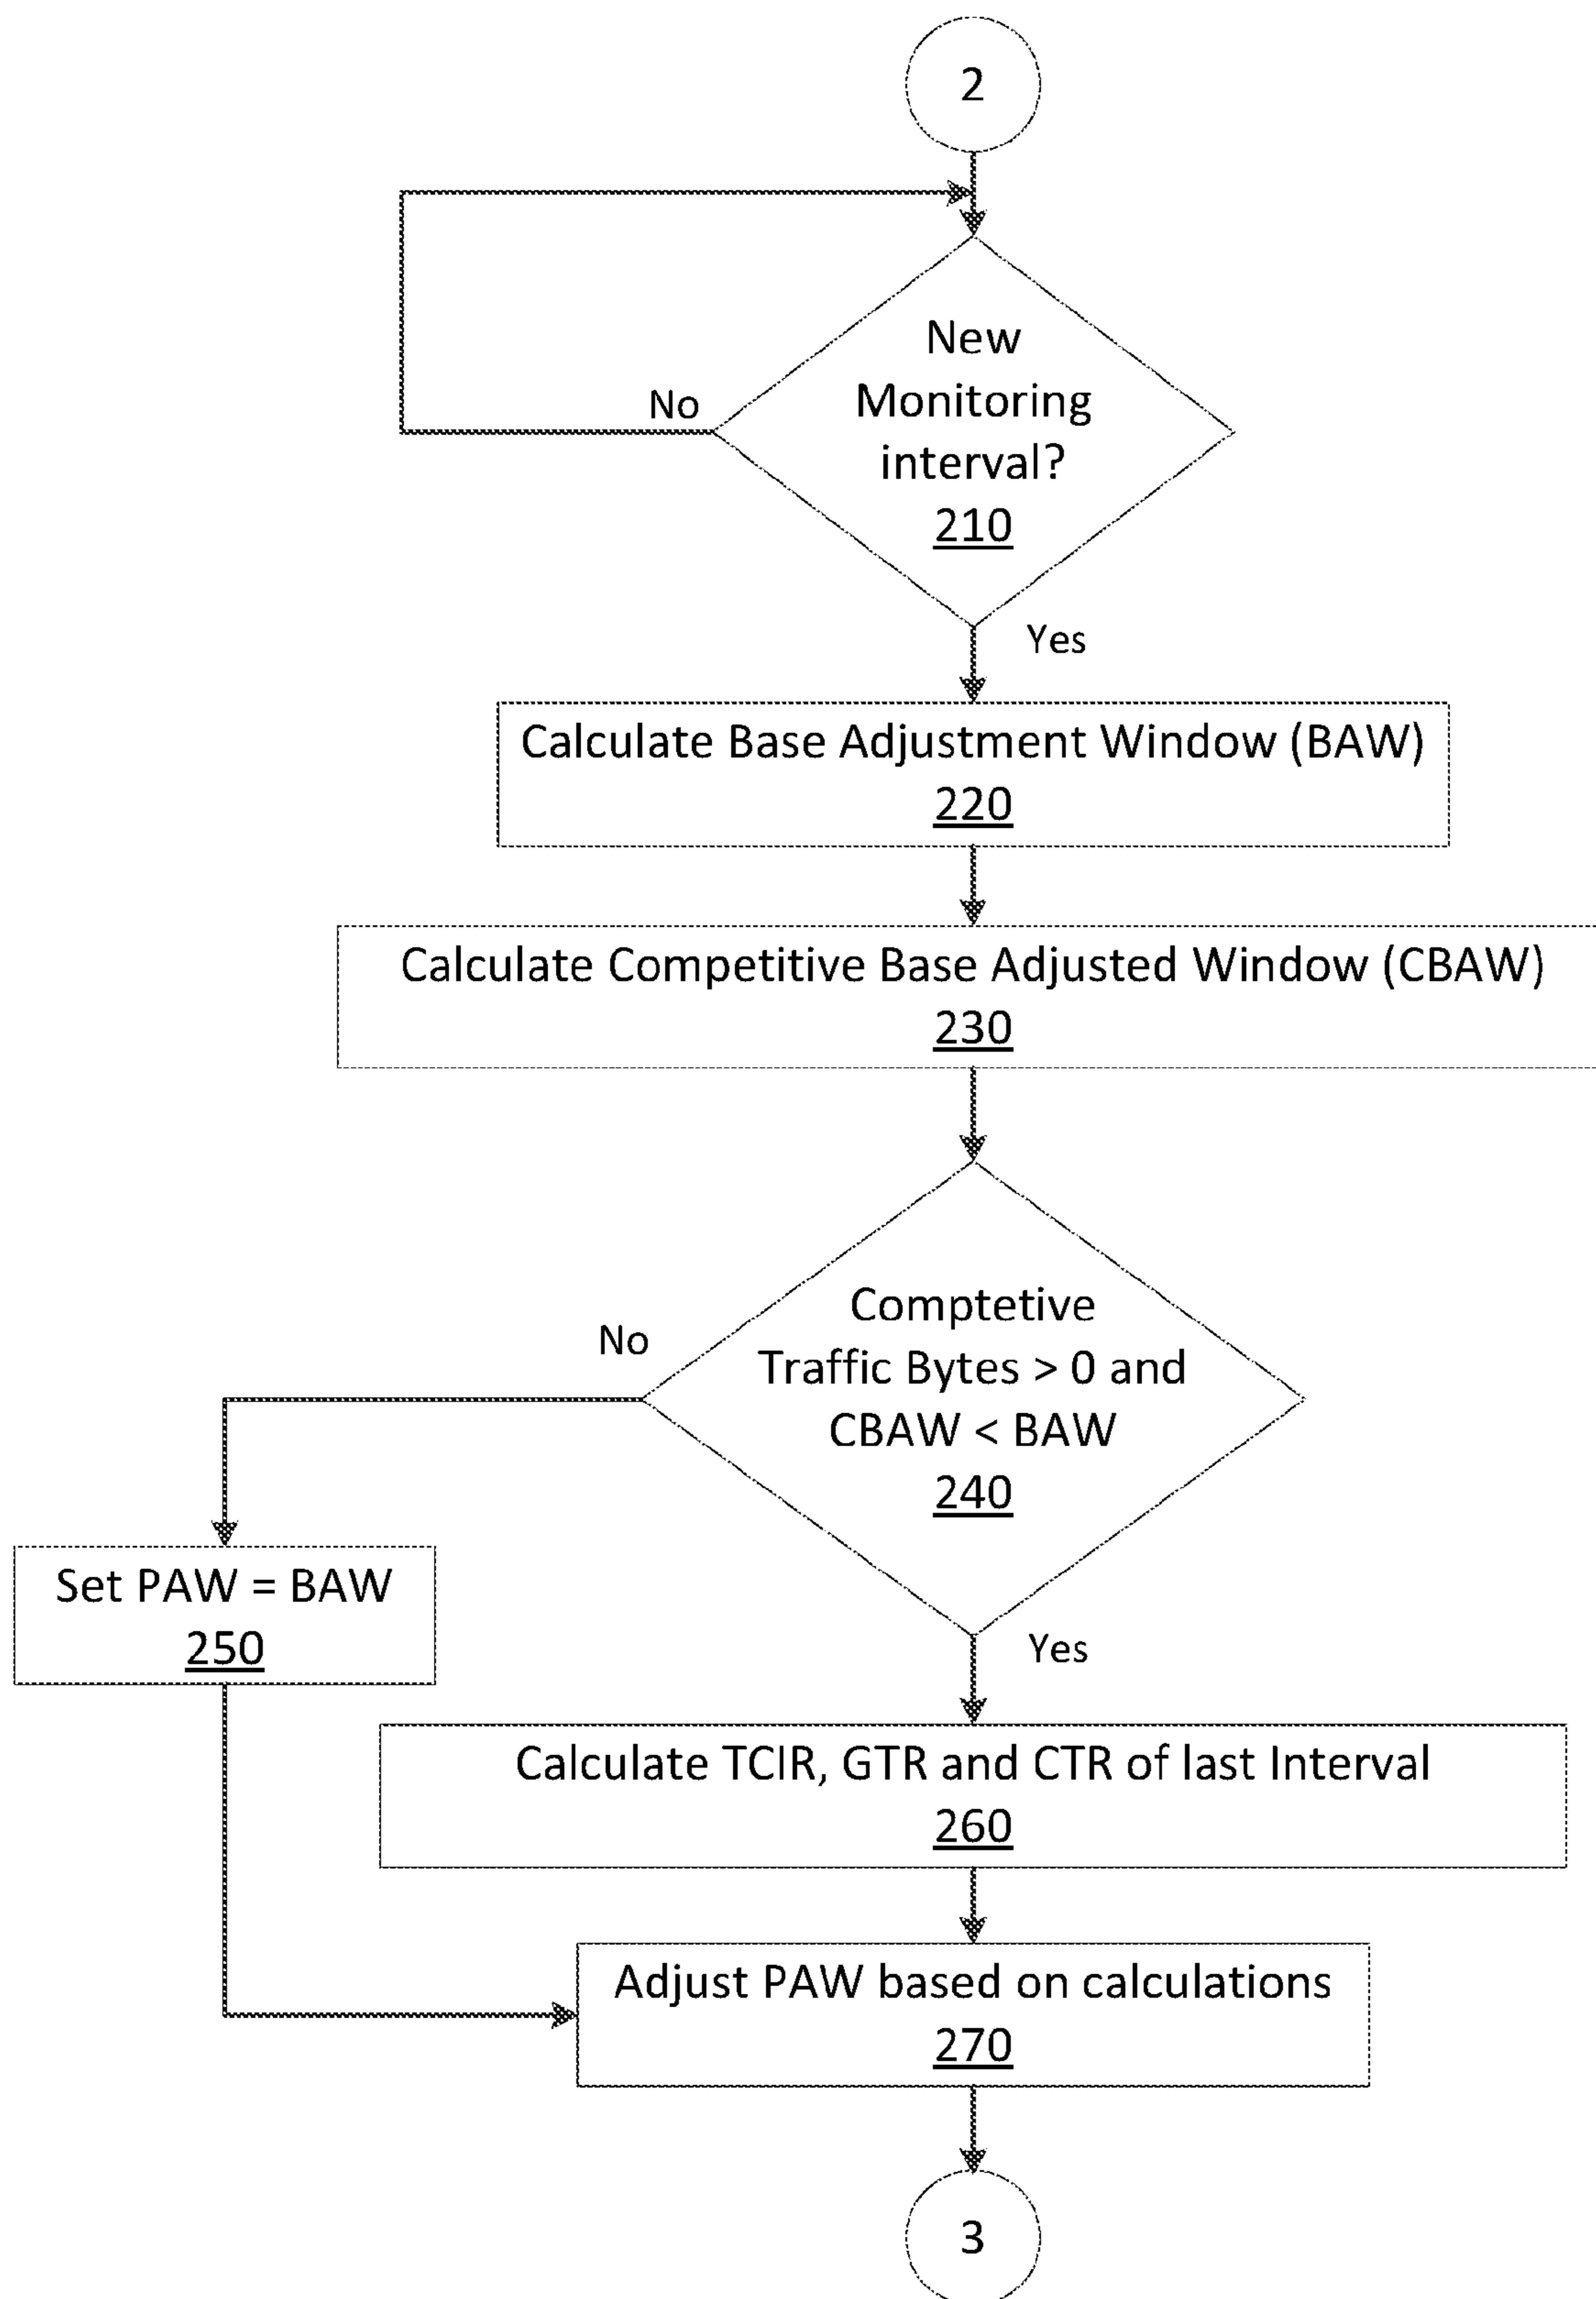 2
New
Monitoring
interval?
210
No
Yes
Calculate Base Adjustment Window (BAW)
220
Calculate Competitive Base Adjusted Window (CBAW)
230
Comptetive
Traffic Bytes > 0 and
CBAW < BAW
240
No
Set PAW = BAW
250
Yes
Calculate TCIR, GTR and CTR of last Interval
260
Adjust PAW based on calculations
270
3